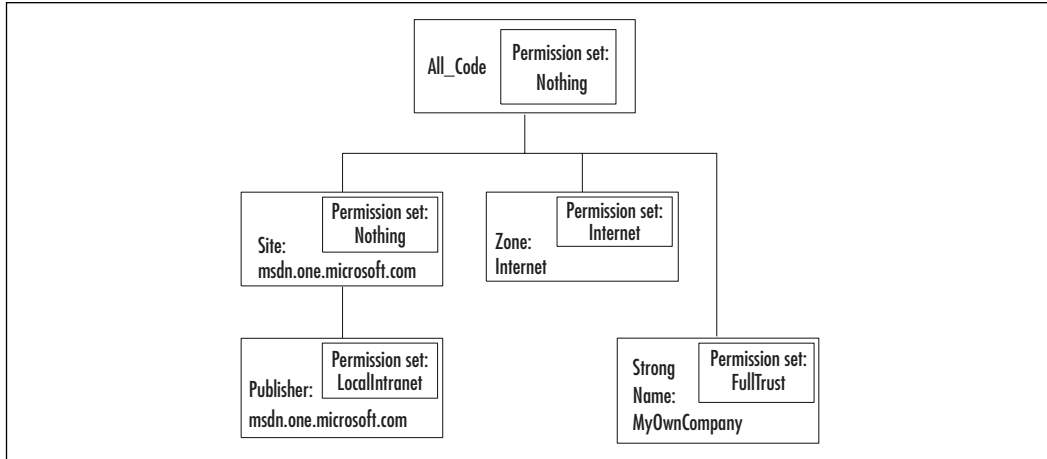 All_Code
Permission set:
Nothing
Permission set:
Nothing
Site:
msdn.one.microsoft.com
Permission set:
Internet
Zone:
Internet
Permission set:
LocalIntranet
Publisher:
msdn.one.microsoft.com
Strong
Name:
MyOwnCompany
Permission set:
FullTrust